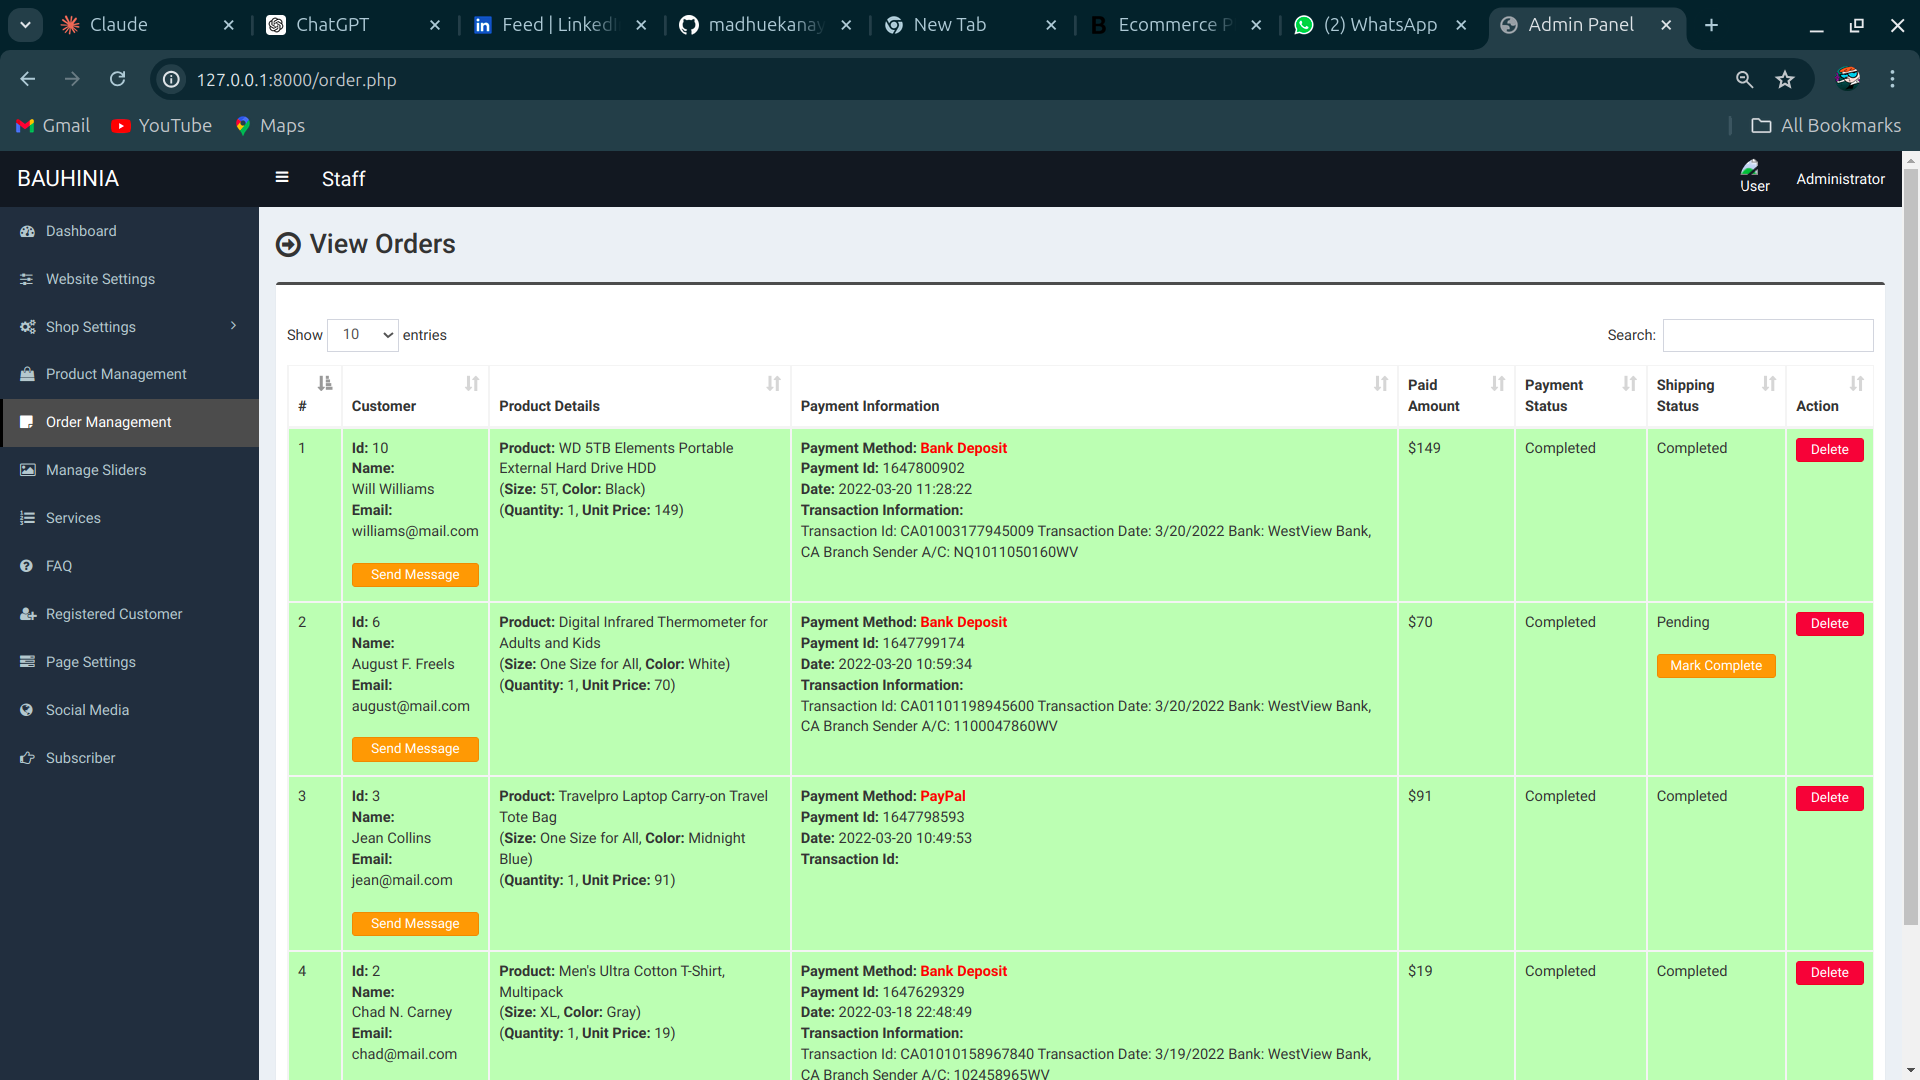 Claude
ChatGPT
Feed | LinkedI
madhuekanay
New Tab
Ecommerce P
(2) WhatsApp
Admin Panel
127.0.0.1:8000/order.php
Gmail
YouTube
Maps
All Bookmarks
BAUHINIA
Staff
User
Administrator
Dashboard
Website Settings
Shop Settings
Product Management
Order Management
Manage Sliders
Services
FAQ
Registered Customer
Page Settings
Social Media
Subscriber
View Orders
Show 10 entries
Search:
#
Customer
Product Details
Payment Information
Paid
Amount
Payment
Status
Shipping
Status
Action
1
Id: 10
Name:
Will Williams
Email:
williams@mail.com
Send Message
Product: WD 5TB Elements Portable
External Hard Drive HDD
(Size: 5T, Color: Black)
(Quantity: 1, Unit Price: 149)
Payment Method: Bank Deposit
Payment Id: 1647800902
Date: 2022-03-20 11:28:22
Transaction Information:
Transaction Id: CA01003177945009 Transaction Date: 3/20/2022 Bank: WestView Bank,
CA Branch Sender A/C: NQ1011050160WV
$149
Completed
Completed
Delete
2
Id: 6
Name:
August F. Freels
Email:
august@mail.com
Send Message
Product: Digital Infrared Thermometer for
Adults and Kids
(Size: One Size for All, Color: White)
(Quantity: 1, Unit Price: 70)
Payment Method: Bank Deposit
Payment Id: 1647799174
Date: 2022-03-20 10:59:34
Transaction Information:
Transaction Id: CA01101198945600 Transaction Date: 3/20/2022 Bank: WestView Bank,
CA Branch Sender A/C: 1100047860WV
$70
Completed
Pending
Mark Complete
Delete
3
Id: 3
Name:
Jean Collins
Email:
jean@mail.com
Send Message
Product: Travelpro Laptop Carry-on Travel
Tote Bag
(Size: One Size for All, Color: Midnight
Blue)
(Quantity: 1, Unit Price: 91)
Payment Method: PayPal
Payment Id: 1647798593
Date: 2022-03-20 10:49:53
Transaction Id:
$91
Completed
Completed
Delete
4
Id: 2
Name:
Chad N. Carney
Email:
chad@mail.com
Product: Men's Ultra Cotton T-Shirt,
Multipack
(Size: XL, Color: Gray)
(Quantity: 1, Unit Price: 19)
Payment Method: Bank Deposit
Payment Id: 1647629329
Date: 2022-03-18 22:48:49
Transaction Information:
Transaction Id: CA01010158967840 Transaction Date: 3/19/2022 Bank: WestView Bank,
CA Branch Sender A/C: 102458965WV
$19
Completed
Completed
Delete